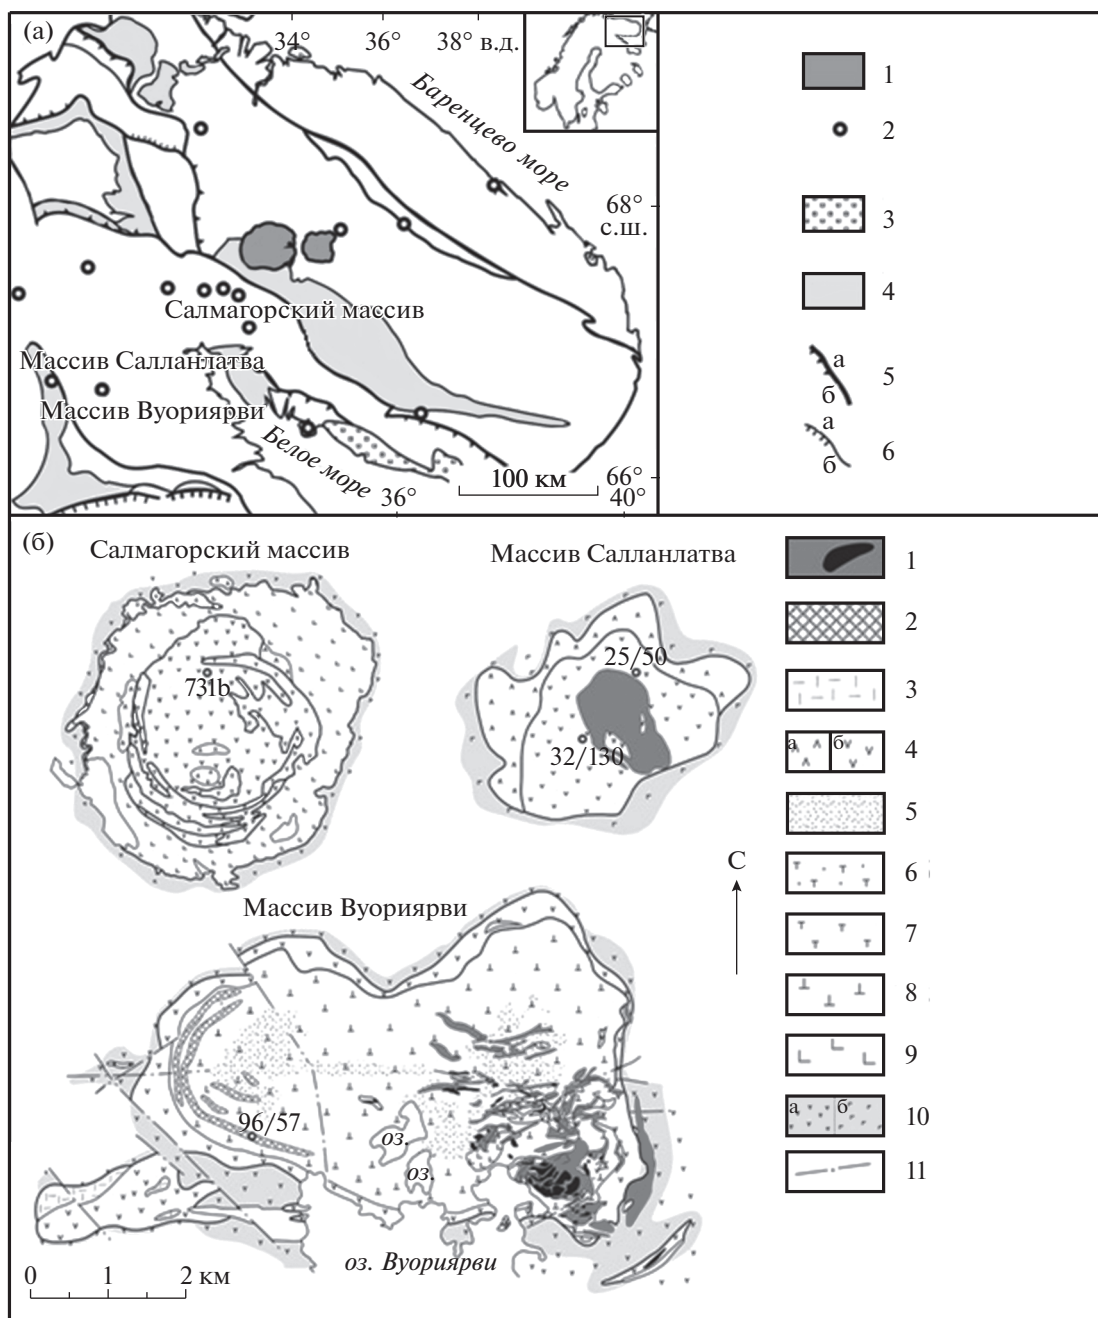 (а)
34°
36°
38° в.д.
Баренцево море
68°
с.ш.
Салмагорский массив
Массив Салланлатва
Массив Вуориярви
Белое море
100 км
66°
36°
40°
1
2
3
4
а
б
5
а
б
6
(б)
Салмагорский массив
Массив Салланлатва
731b
25/50
32/130
С
Массив Вуориярви
96/57
оз.
оз.
оз. Вуориярви
0 1 2 км
1
2
3
а б 4
5
6
7
8
9
а б 10
11